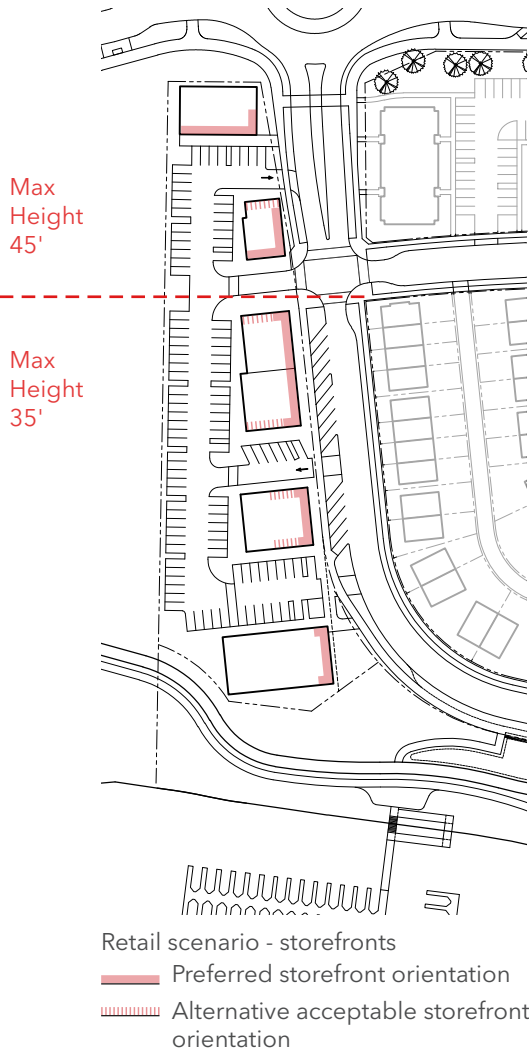 Max
Height
45'
Max
Height
35'
Retail scenario - storefronts
Preferred storefront orientation
Alternative acceptable storefront
orientation